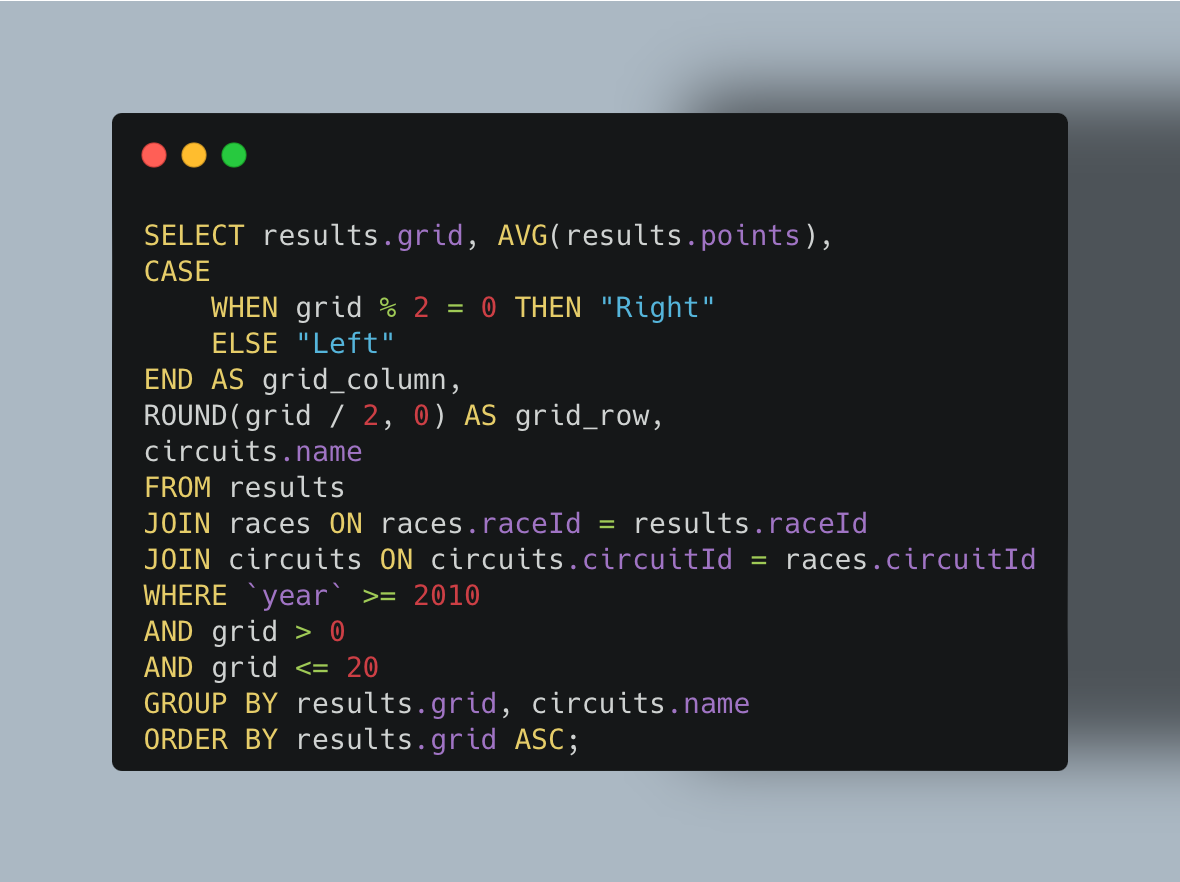 SELECT results.grid, AVG(results.points),
CASE
    WHEN grid % 2 = 0 THEN "Right"
    ELSE "Left"
END AS grid_column,
ROUND(grid / 2, 0) AS grid_row,
circuits.name
FROM results
JOIN races ON races.raceId = results.raceId
JOIN circuits ON circuits.circuitId = races.circuitId
WHERE `year` >= 2010
AND grid > 0
AND grid <= 20
GROUP BY results.grid, circuits.name
ORDER BY results.grid ASC;